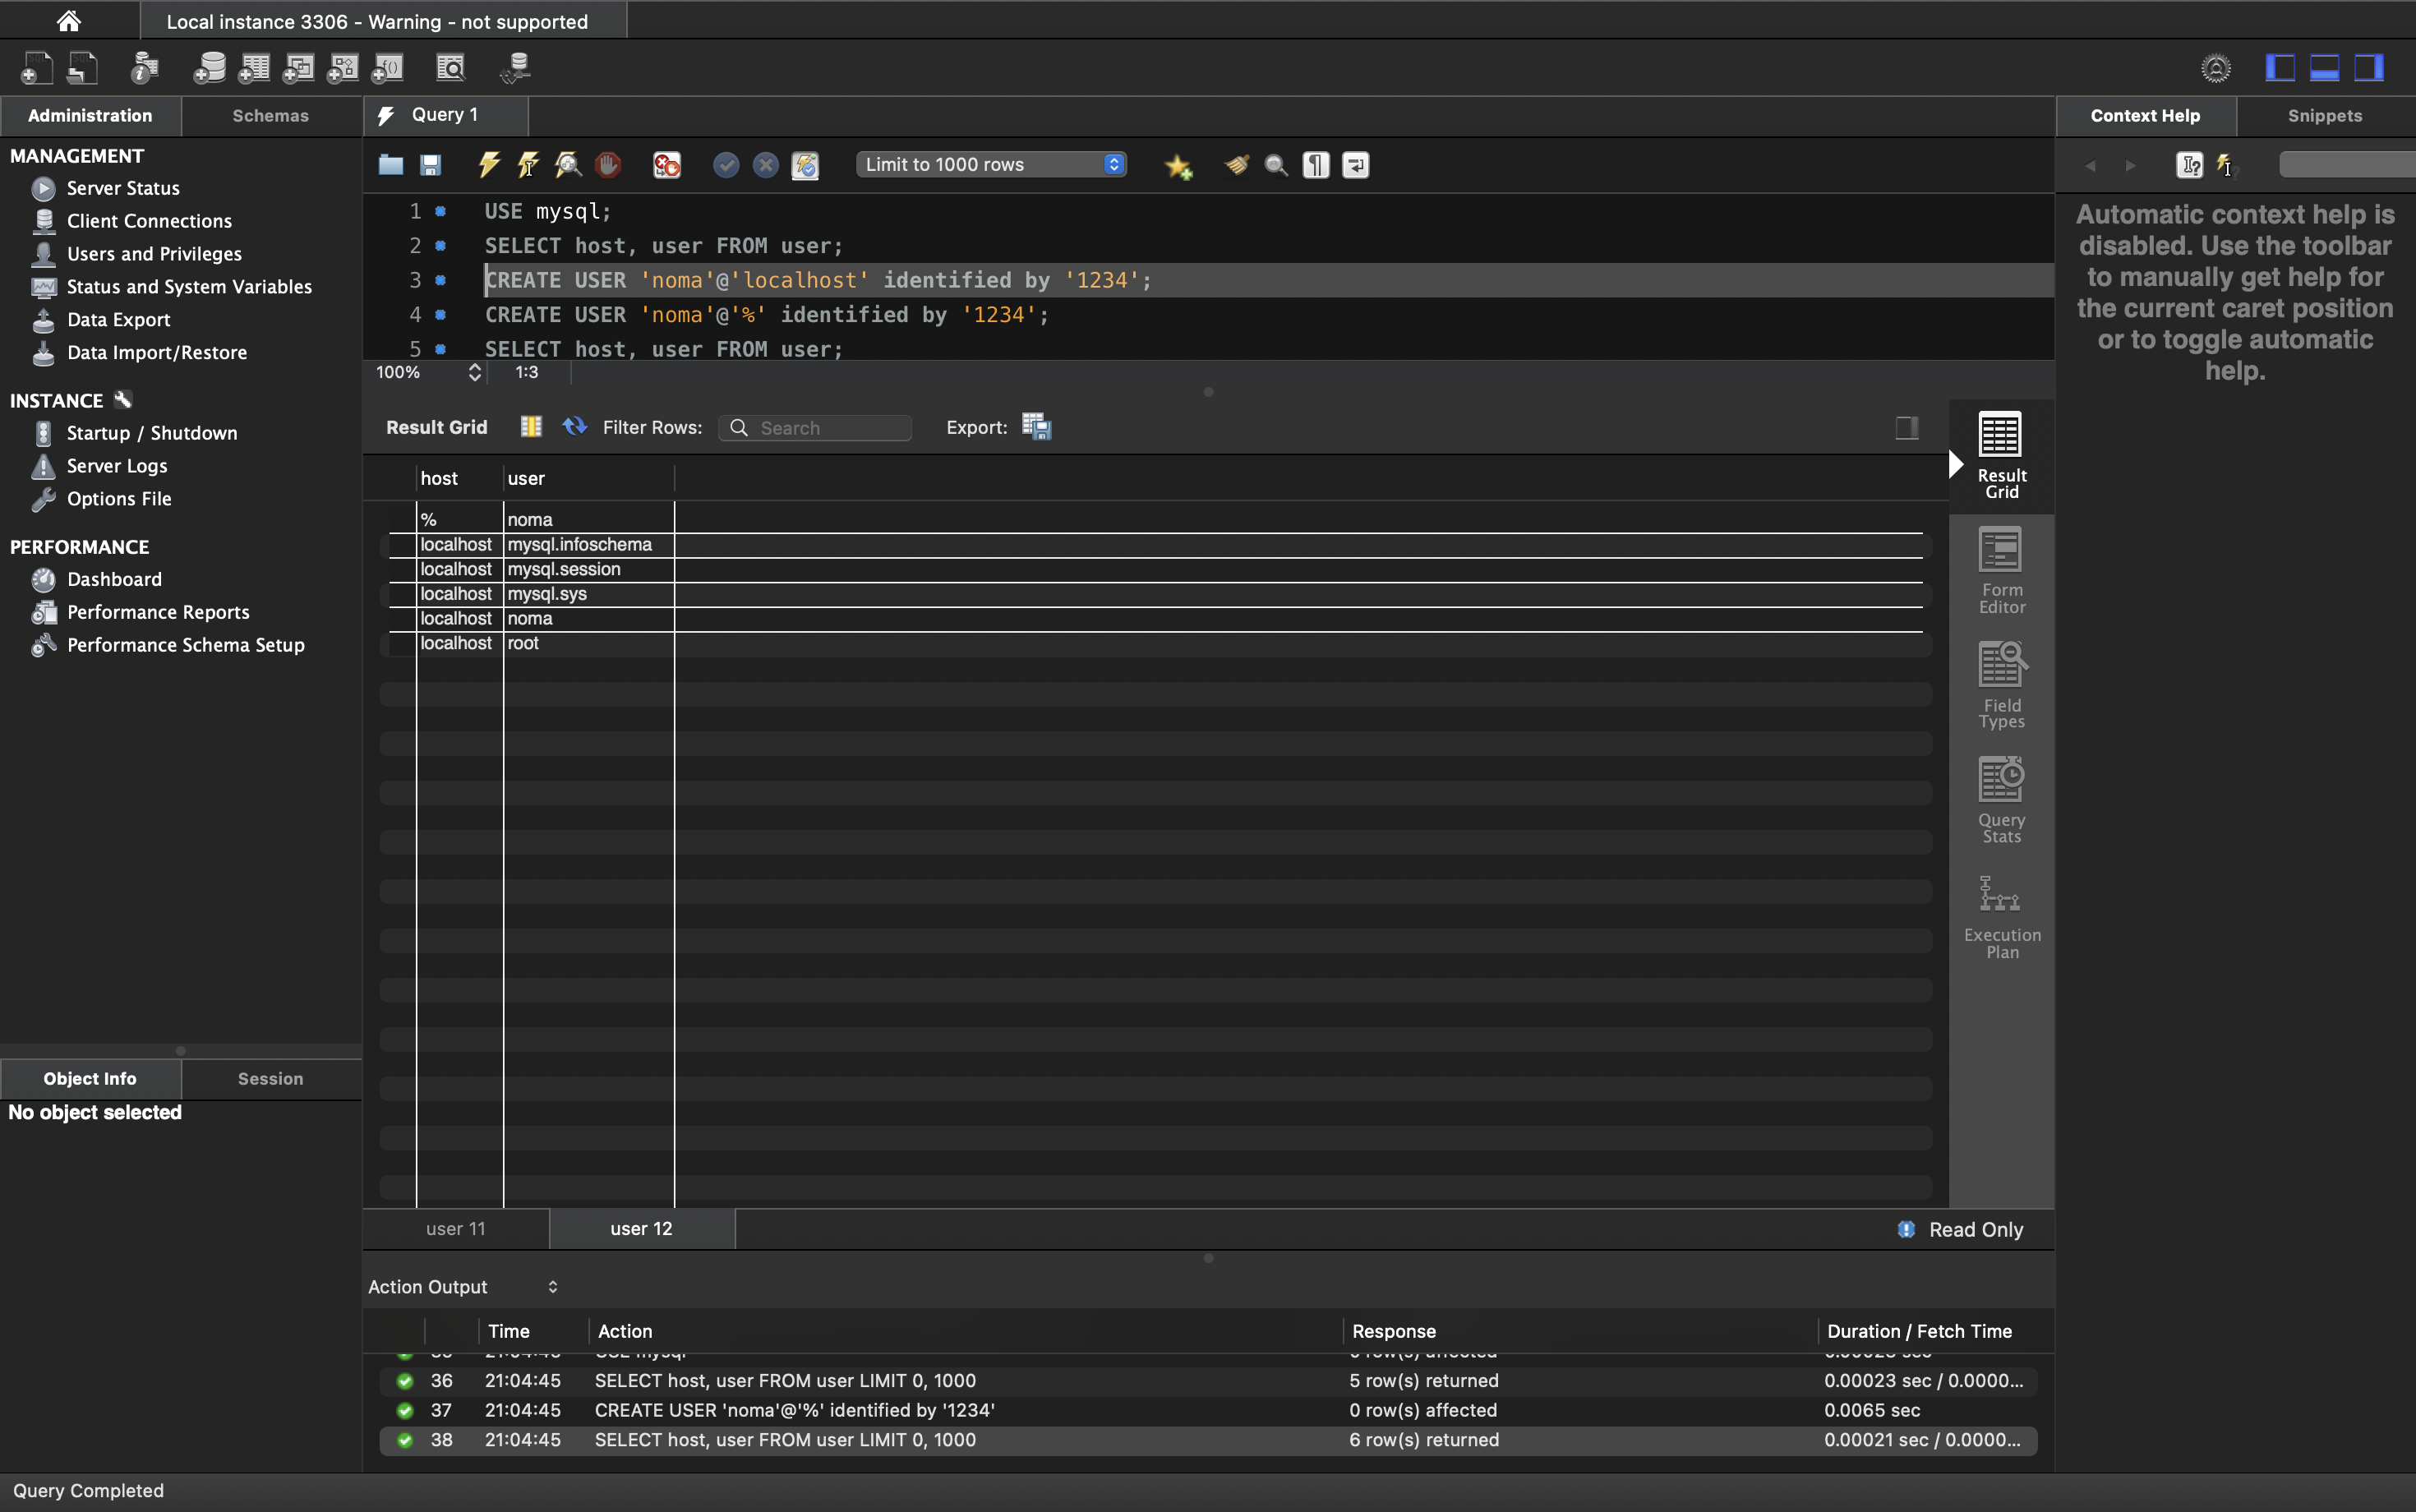 Local instance 3306 - Warning - not supported
Administration
Schemas
MANAGEMENT
Server Status
Client Connections
Users and Privileges
Status and System Variables
Data Export
Data Import/Restore
INSTANCE
Startup / Shutdown
Server Logs
Options File
PERFORMANCE
Dashboard
Performance Reports
Performance Schema Setup
Object Info
Session
No object selected
Query 1
Limit to 1000 rows
1 USE mysql;
2 SELECT host, user FROM user;
3 CREATE USER 'noma'@'localhost' identified by '1234';
4 CREATE USER 'noma'@'%' identified by '1234';
5 SELECT host, user FROM user;
100% 1:3
Result Grid
Filter Rows:
Search
Export:
host user
% noma
localhost mysql.infoschema
localhost mysql.session
localhost mysql.sys
localhost noma
localhost root
Result
Grid
Form
Editor
Field
Types
Query
Stats
Execution
Plan
user 11
user 12
Read Only
Action Output
Time Action Response Duration / Fetch Time
36 21:04:45 SELECT host, user FROM user LIMIT 0, 1000 5 row(s) returned 0.00023 sec / 0.0000...
37 21:04:45 CREATE USER 'noma'@'%' identified by '1234' 0 row(s) affected 0.0065 sec
38 21:04:45 SELECT host, user FROM user LIMIT 0, 1000 6 row(s) returned 0.00021 sec / 0.0000...
Context Help
Snippets
Automatic context help is
disabled. Use the toolbar
to manually get help for
the current caret position
or to toggle automatic
help.
Query Completed